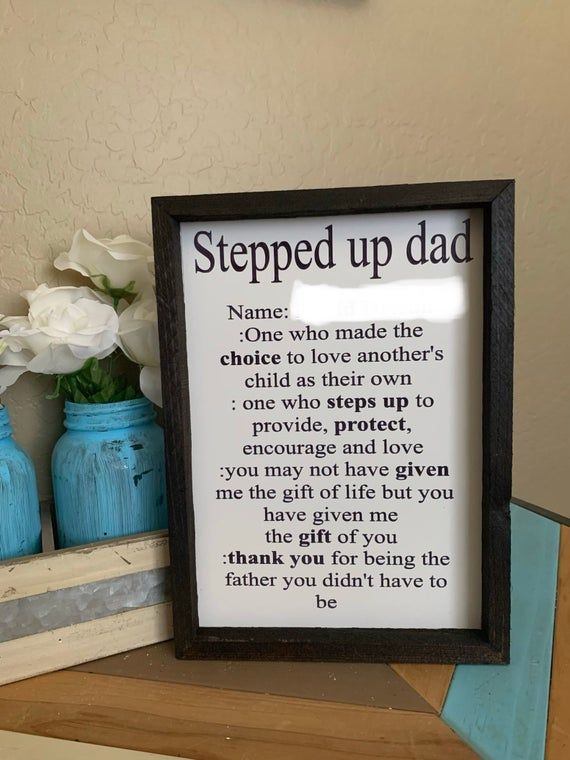 Stepped up dad
Name:
:One who made the
choice to love another's
child as their own
: one who steps up to
provide, protect,
encourage and love
:you may not have given
me the gift of life but you
have given me
the gift of you
:thank you for being the
father you didn't have to
be